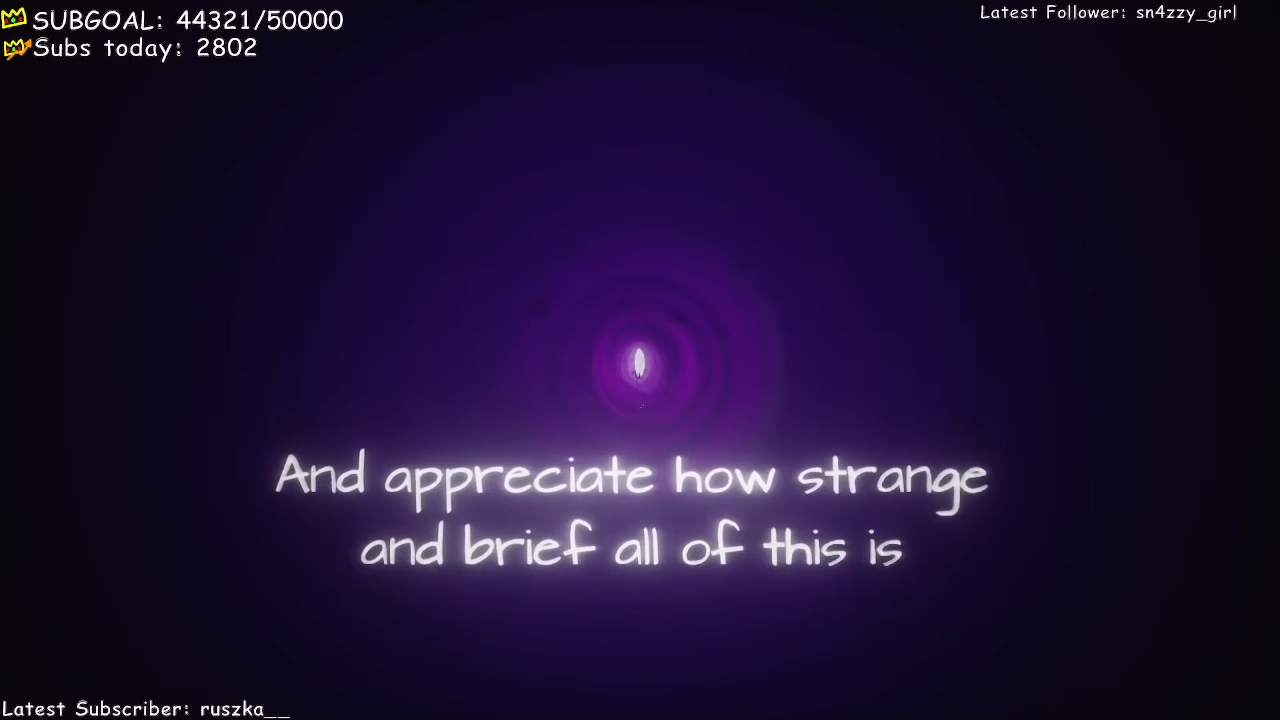 SUBGOAL: 44321/50000
Latest Follower: sn4zzy_girl
Subs today: 2802
And appreciate how strange
and brief all of this is
Latest Subscriber: ruszka__